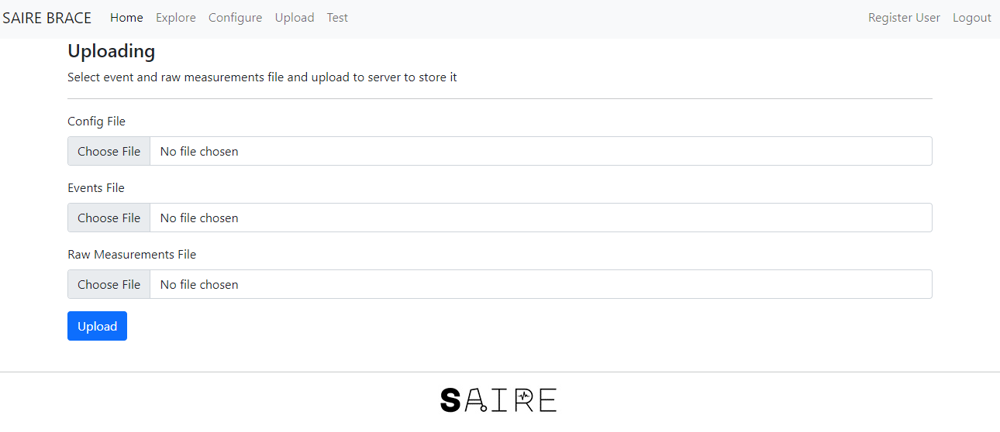 SAIRE BRACE Home Explore Configure Upload Test Register User Logout
Uploading
Select event and raw measurements file and upload to server to store it
Config File
Choose File No file chosen
Events File
Choose File No file chosen
Raw Measurements File
Choose File No file chosen
Upload
SAIRE